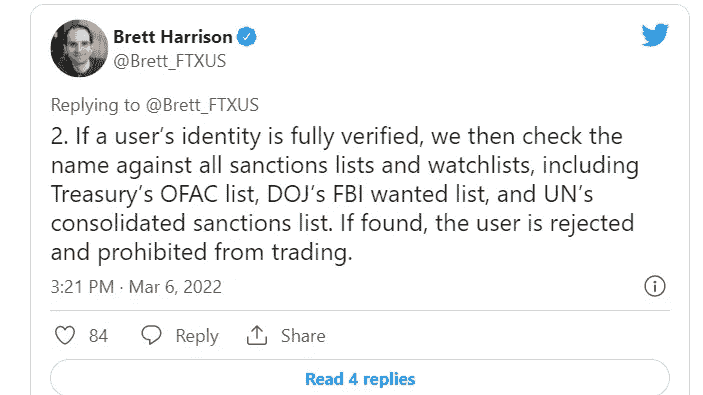 Brett Harrison
@Brett_FTXUS
Replying to @Brett_FTXUS
2. If a user’s identity is fully verified, we then check the
name against all sanctions lists and watchlists, including
Treasury’s OFAC list, DOJ’s FBI wanted list, and UN’s
consolidated sanctions list. If found, the user is rejected
and prohibited from trading.
3:21 PM · Mar 6, 2022
84 Reply Share
Read 4 replies